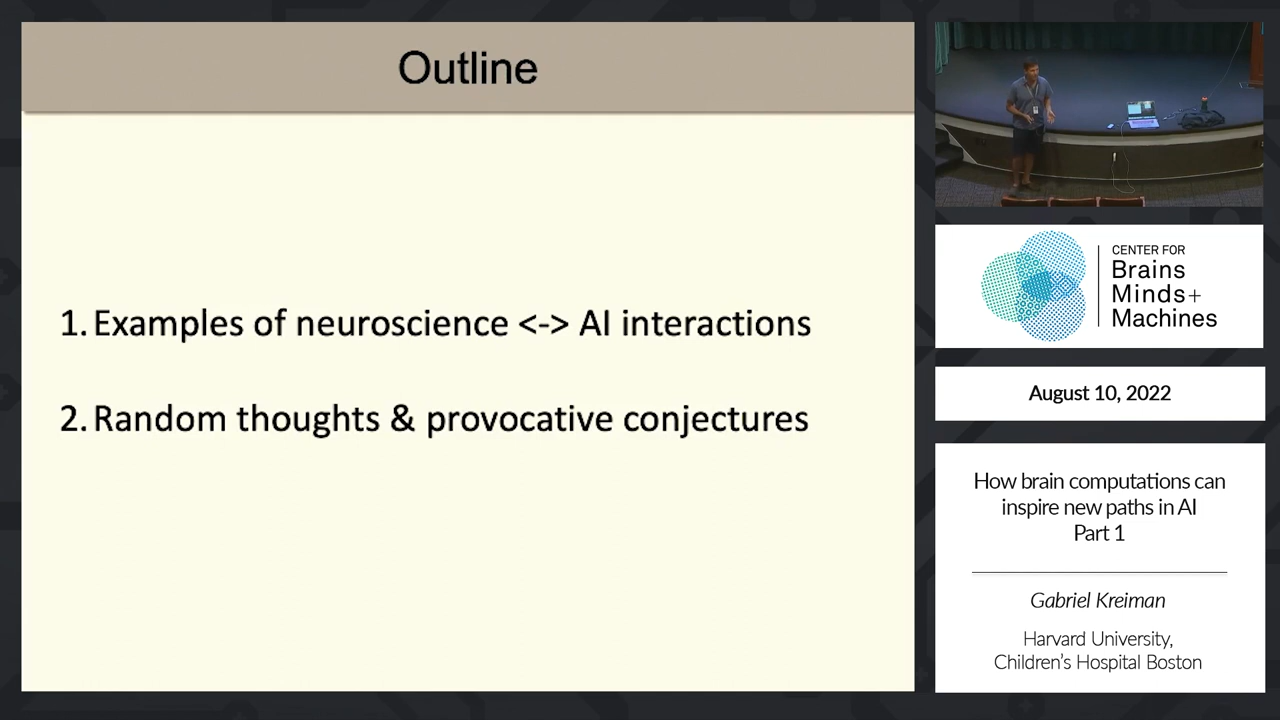 Outline
1. Examples of neuroscience <-> AI interactions
2. Random thoughts & provocative conjectures
CENTER FOR
Brains
Minds+
Machines
August 10, 2022
How brain computations can
inspire new paths in AI
Part 1
Gabriel Kreiman
Harvard University,
Children's Hospital Boston